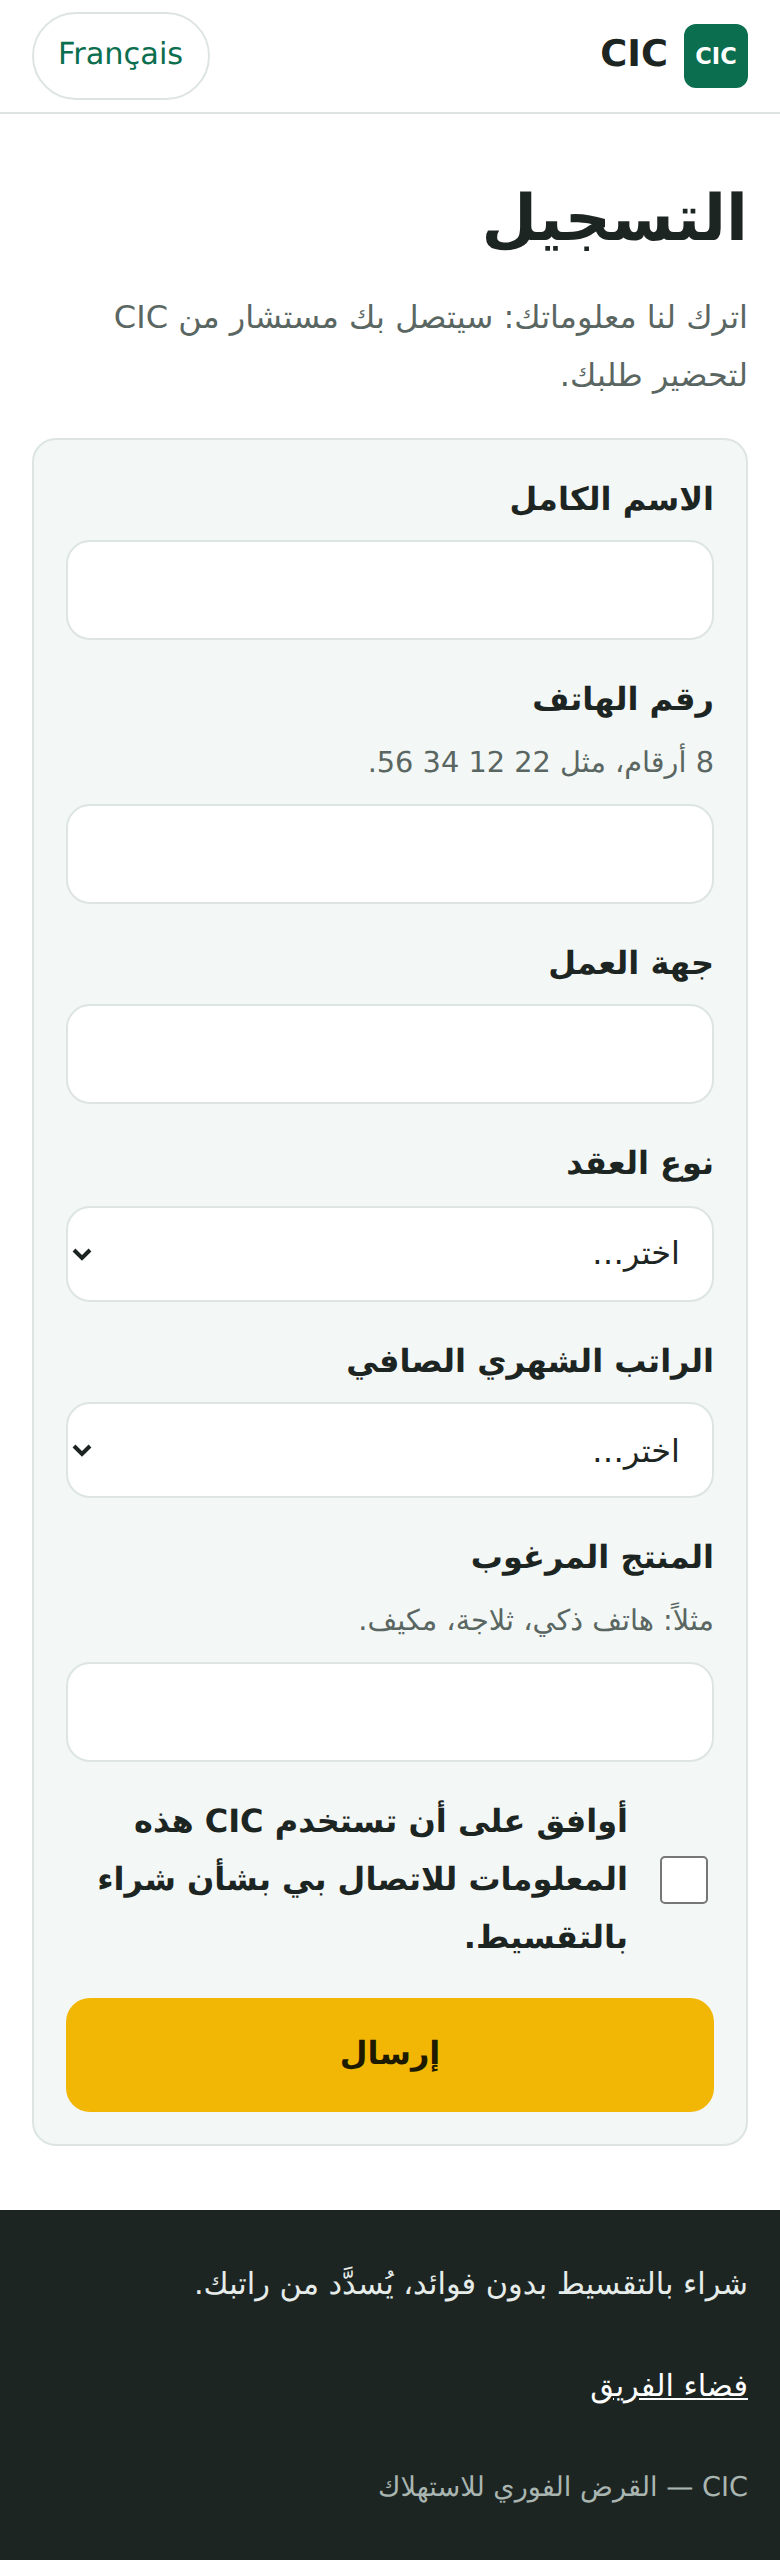 CIC
CIC
Français
التسجيل
اترك لنا معلوماتك: سيتصل بك مستشار من CIC
لتحضير طلبك.
الاسم الكامل
رقم الهاتف
8 أرقام، مثل 22 12 34 56.
جهة العمل
نوع العقد
اختر...
الراتب الشهري الصافي
اختر...
المنتج المرغوب
مثلاً: هاتف ذكي، ثلاجة، مكيف.
أوافق على أن تستخدم CIC هذه
المعلومات للاتصال بي بشأن شراء
بالتقسيط.
إرسال
شراء بالتقسيط بدون فوائد، يُسدَّد من راتبك.
فضاء الفريق
CIC — القرض الفوري للاستهلاك